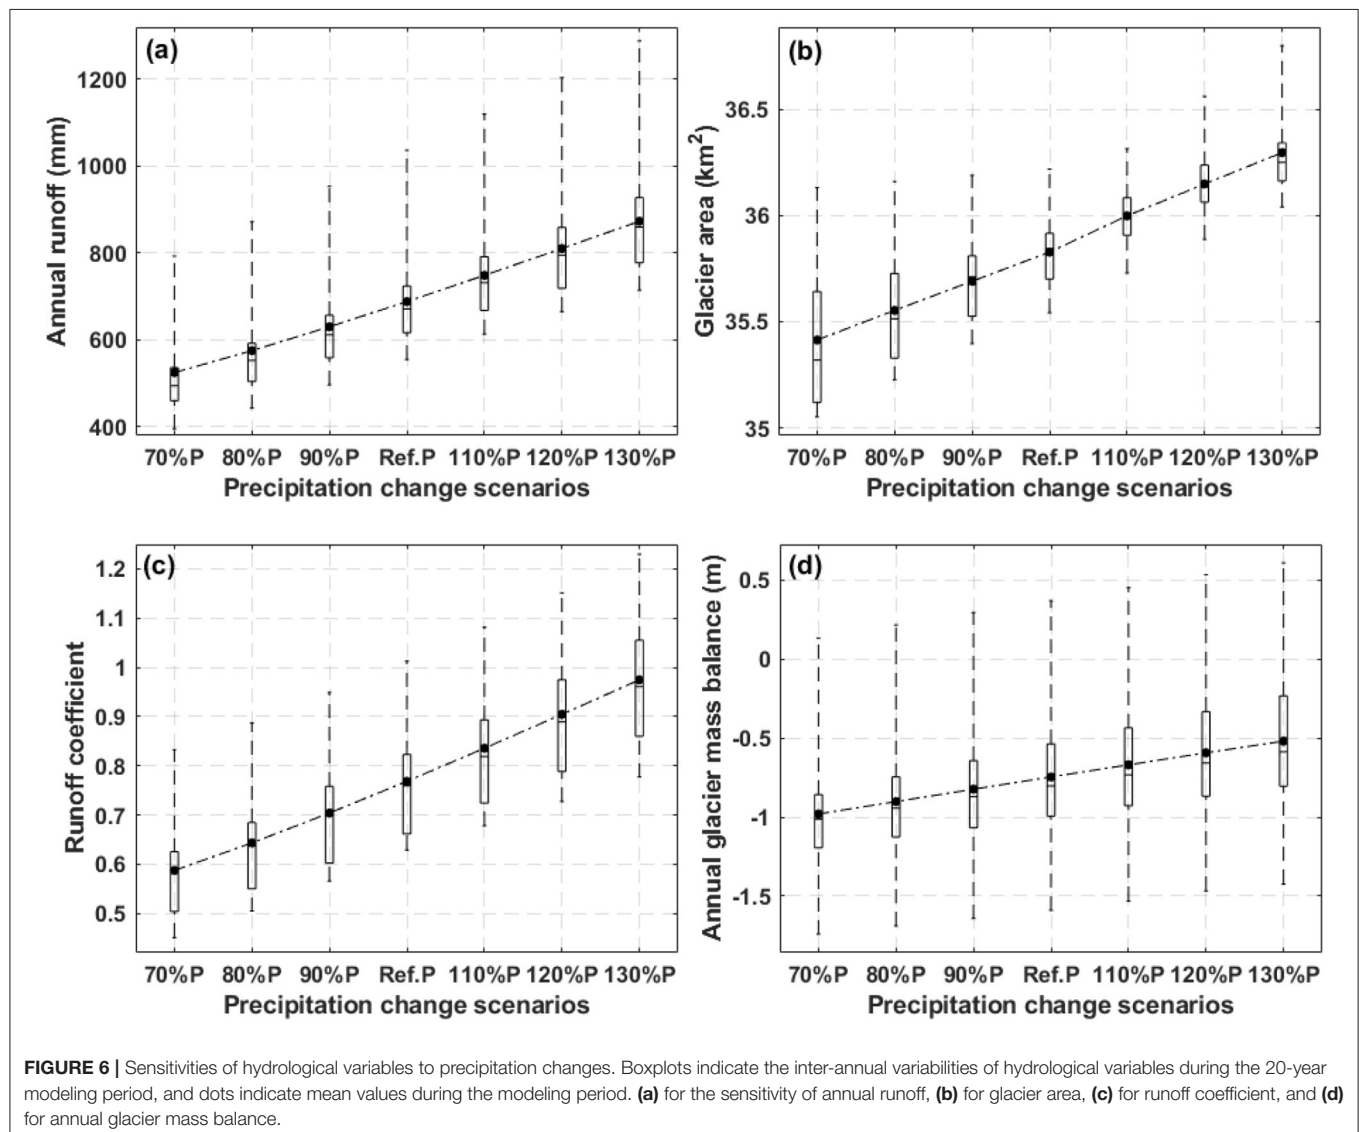 (a)
1200
1000
800
600
400
Annual runoff (mm)
70%P 80%P 90%P Ref.P 110%P 120%P 130%P
Precipitation change scenarios
(b)
36.5
36
35.5
35
Glacier area (km²)
70%P 80%P 90%P Ref.P 110%P 120%P 130%P
Precipitation change scenarios
(c)
1.2
1.1
1
0.9
0.8
0.7
0.6
0.5
Runoff coefficient
70%P 80%P 90%P Ref.P 110%P 120%P 130%P
Precipitation change scenarios
(d)
0.5
0
-0.5
-1
-1.5
Annual glacier mass balance (m)
70%P 80%P 90%P Ref.P 110%P 120%P 130%P
Precipitation change scenarios
FIGURE 6 | Sensitivities of hydrological variables to precipitation changes. Boxplots indicate the inter-annual variabilities of hydrological variables during the 20-year
modeling period, and dots indicate mean values during the modeling period. (a) for the sensitivity of annual runoff, (b) for glacier area, (c) for runoff coefficient, and (d)
for annual glacier mass balance.